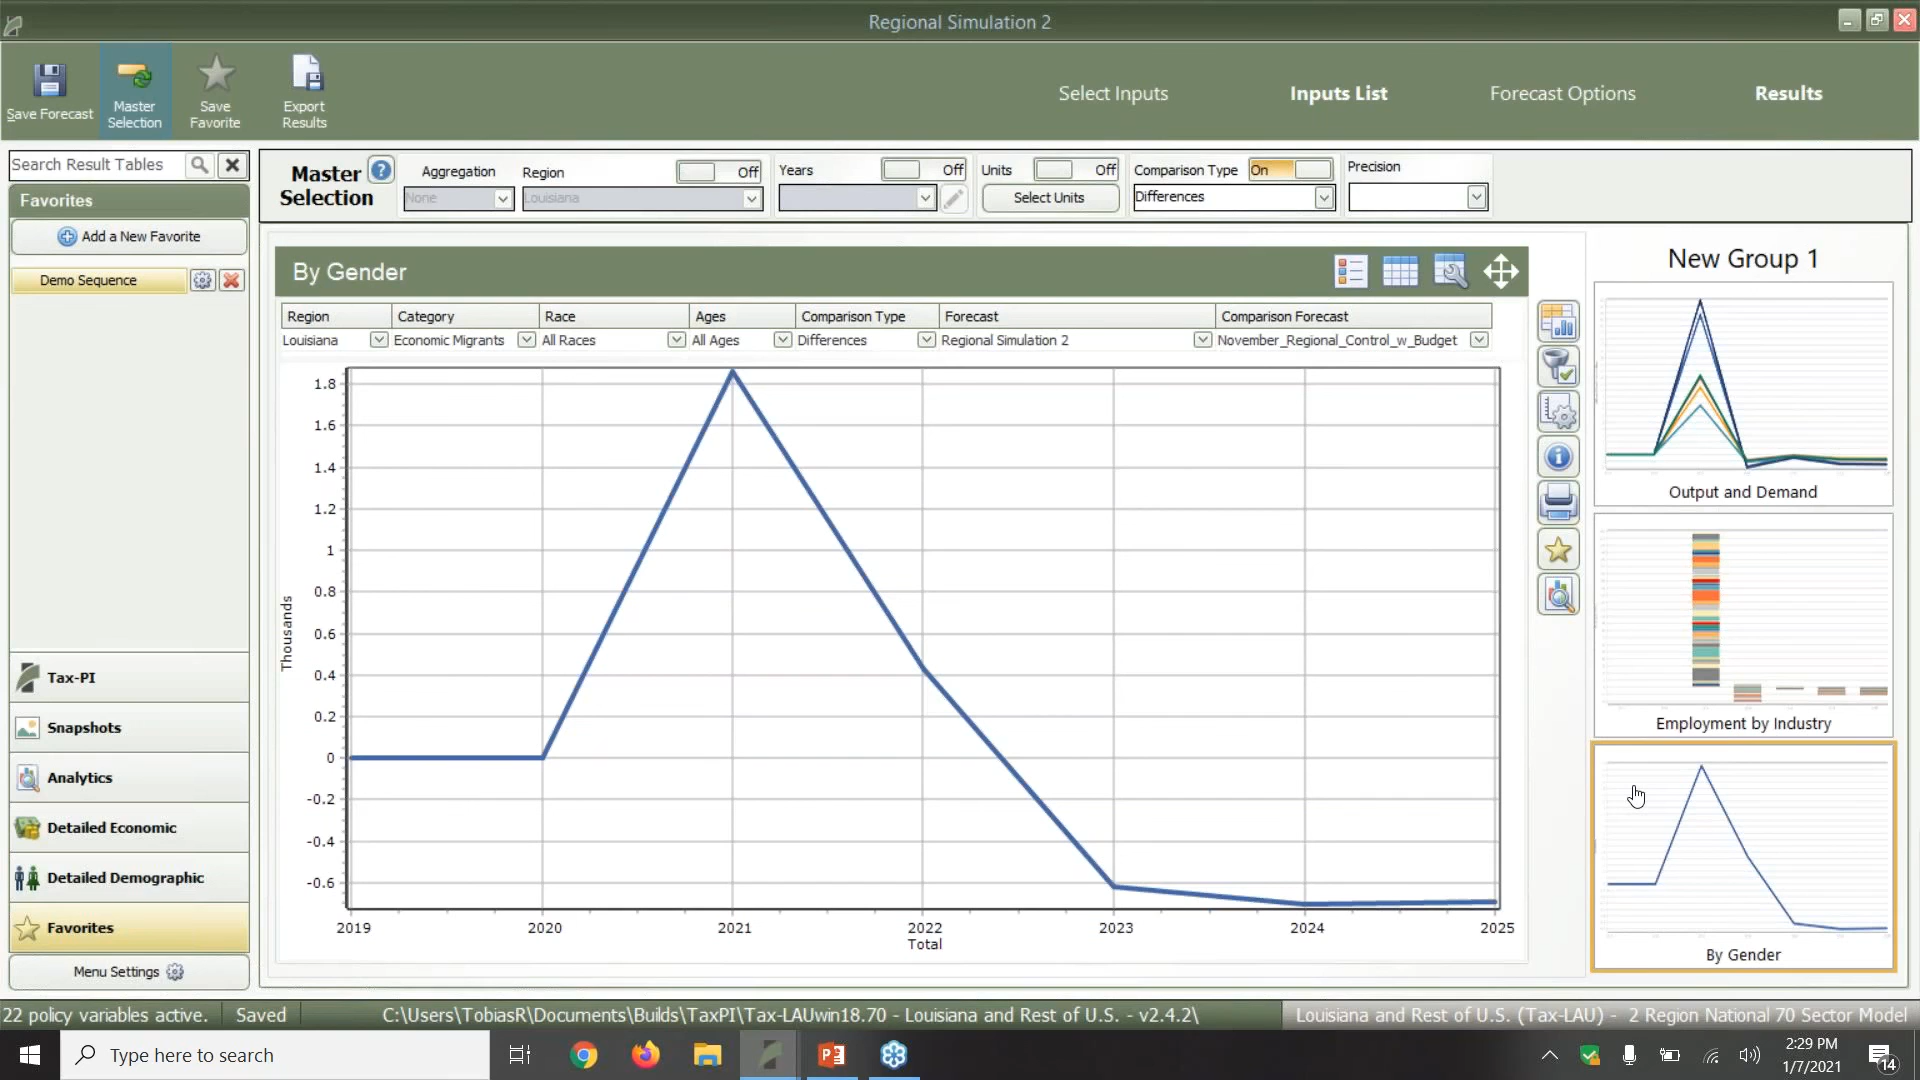 Regional Simulation 2
Save Forecast
Master
Selection
Save
Favorite
Export
Results
Select Inputs
Inputs List
Forecast Options
Results
Search Result Tables
Favorites
Add a New Favorite
Demo Sequence
Tax-PI
Snapshots
Analytics
Detailed Economic
Detailed Demographic
Favorites
Menu Settings
Master
Selection
?
Aggregation
None
Region
Off
Louisiana
Years
Off
Units
Off
Select Units
Comparison Type
On
Differences
Precision
By Gender
Region
Category
Race
Ages
Comparison Type
Forecast
Comparison Forecast
Louisiana
Economic Migrants
All Races
All Ages
Differences
Regional Simulation 2
November_Regional_Control_w_Budget
Thousands
1.8
1.6
1.4
1.2
1
0.8
0.6
0.4
0.2
0
-0.2
-0.4
-0.6
2019
2020
2021
2022
2023
2024
2025
Total
New Group 1
Output and Demand
Employment by Industry
By Gender
22 policy variables active.
Saved
C:\Users\TobiasR\Documents\Builds\TaxPI\Tax-LAUwin18.70 - Louisiana and Rest of U.S. - v2.4.2\
Louisiana and Rest of U.S. (Tax-LAU) - 2 Region National 70 Sector Model
Type here to search
2:29 PM
1/7/2021
14